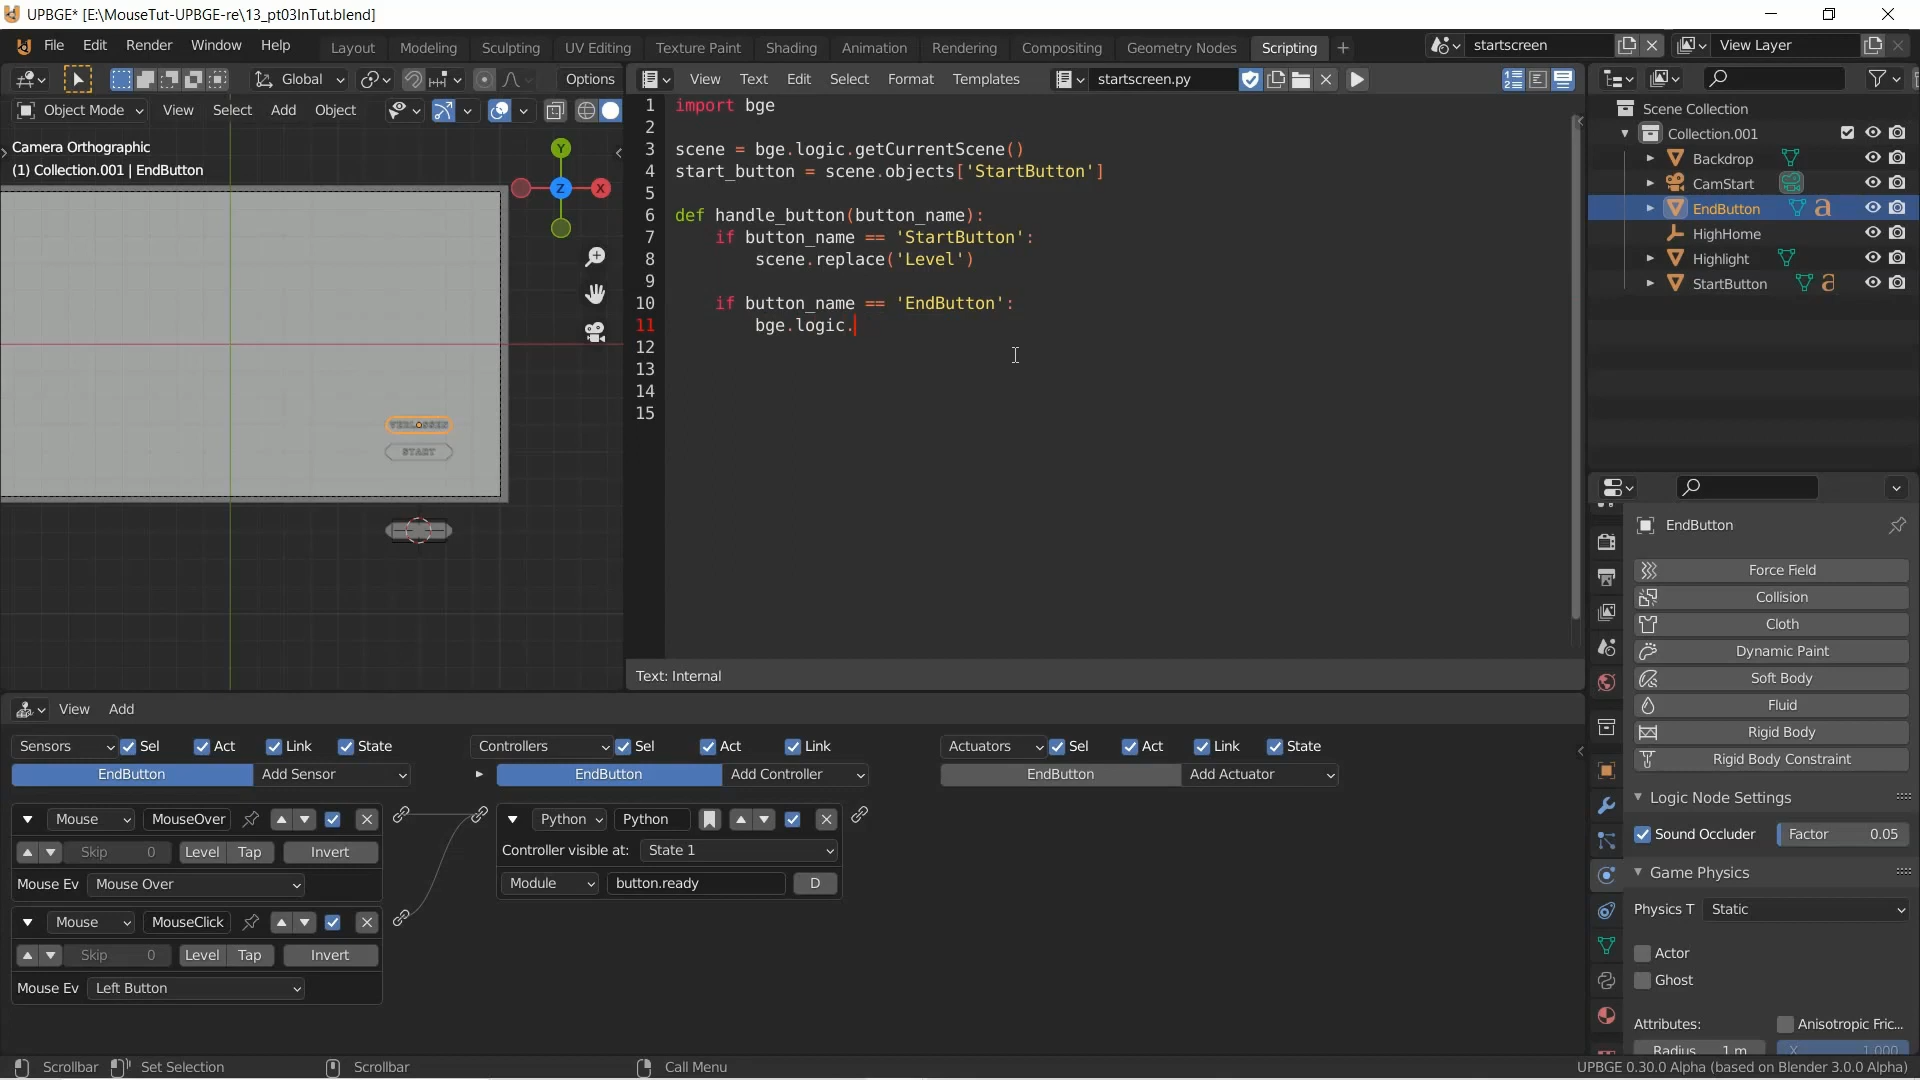 UPBGE* [E:\MouseTut-UPBGE-re\13_pt03InTut.blend]
File Edit Render Window Help
Layout Modeling Sculpting UV Editing Texture Paint Shading Animation Rendering Compositing Geometry Nodes Scripting
startscreen
View Layer
Global
Options
View Text Edit Select Format Templates
startscreen.py
Object Mode View Select Add Object
Camera Orthographic
(1) Collection.001 | EndButton
Y
Z
X
START
1 import bge
2
3 scene = bge.logic.getCurrentScene()
4 start_button = scene.objects['StartButton']
5
6 def handle_button(button_name):
7 if button_name == 'StartButton':
8 scene.replace('Level')
9
10 if button_name == 'EndButton':
11 bge.logic.
12
13
14
15
Text: Internal
Scene Collection
Collection.001
Backdrop
CamStart
EndButton
HighHome
Highlight
StartButton
EndButton
Force Field
Collision
Cloth
Dynamic Paint
Soft Body
Fluid
Rigid Body
Rigid Body Constraint
Logic Node Settings
Sound Occluder Factor 0.05
Game Physics
Physics T Static
Actor
Ghost
Attributes: Anisotropic Fric...
Radius 1 m X 1.000
View Add
Sensors Sel Act Link State
EndButton Add Sensor
Mouse MouseOver
Skip 0 Level Tap Invert
Mouse Ev Mouse Over
Mouse MouseClick
Skip 0 Level Tap Invert
Mouse Ev Left Button
Controllers Sel Act Link
EndButton Add Controller
Python Python
Controller visible at: State 1
Module button.ready D
Actuators Sel Act Link State
EndButton Add Actuator
Scrollbar Set Selection Scrollbar Call Menu
UPBGE 0.30.0 Alpha (based on Blender 3.0.0 Alpha)